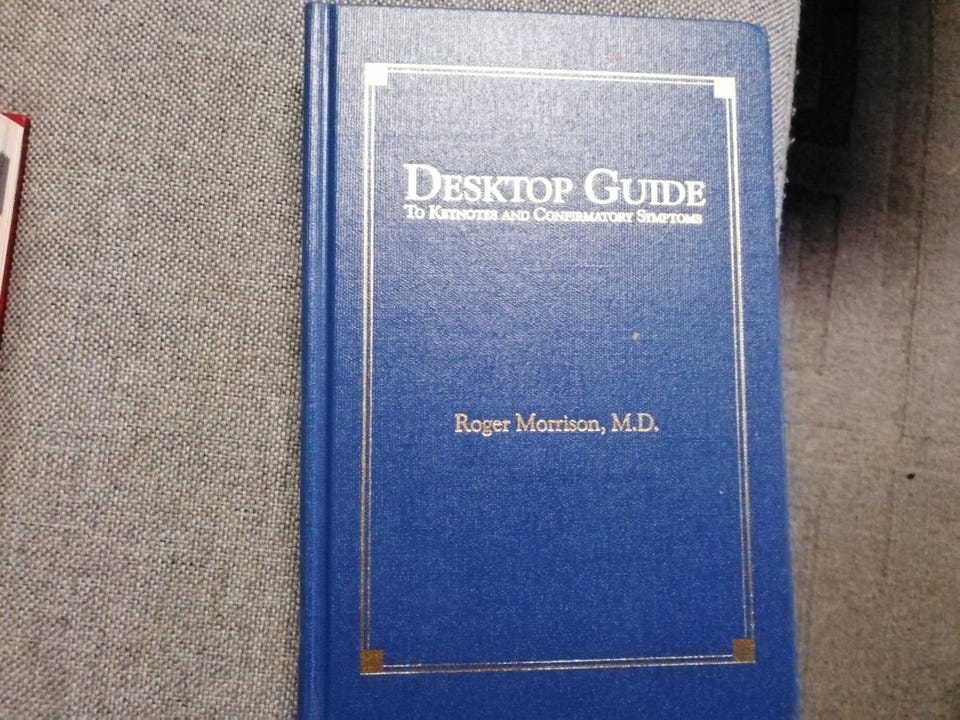 Desktop Guide
To Keynotes and Confirmatory Symptoms
Roger Morrison, M.D.